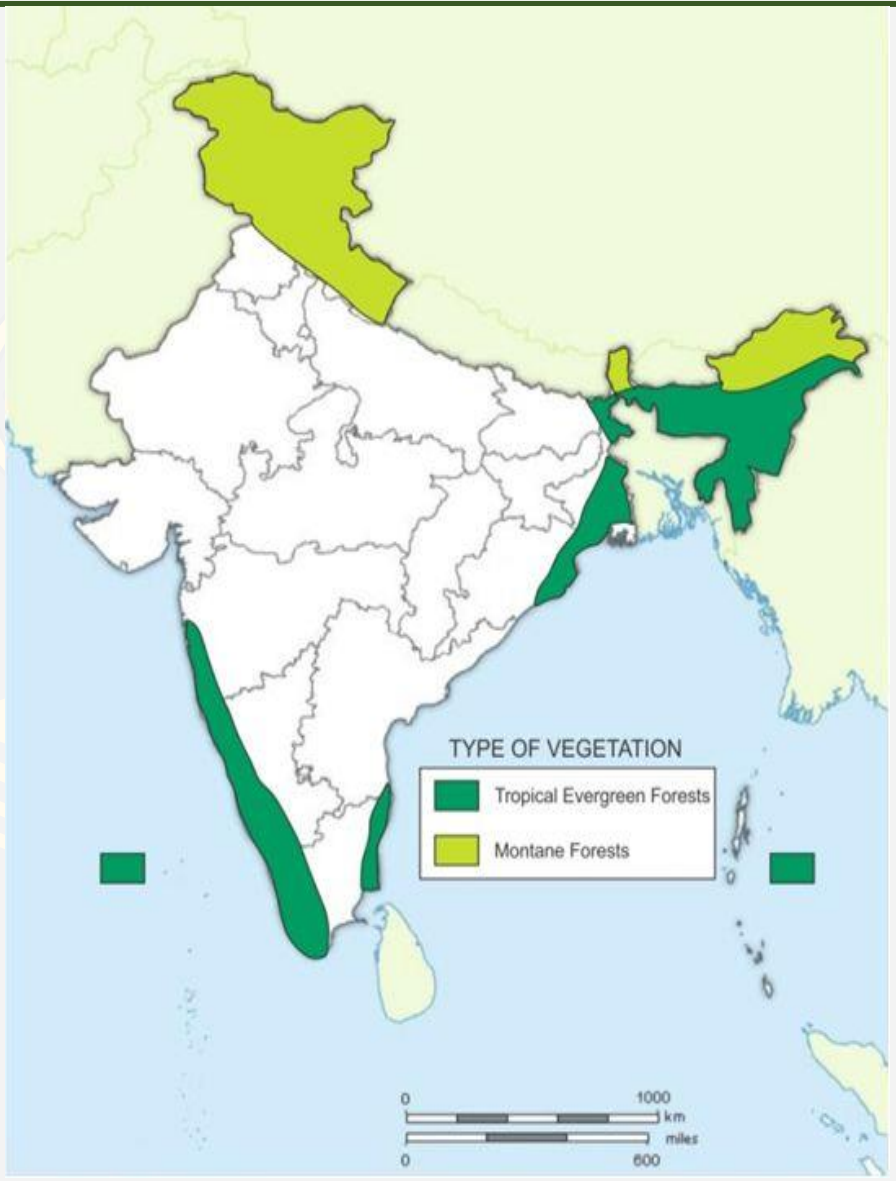 TYPE OF VEGETATION
Tropical Evergreen Forests
Montane Forests
0 1000
km
miles
0 600